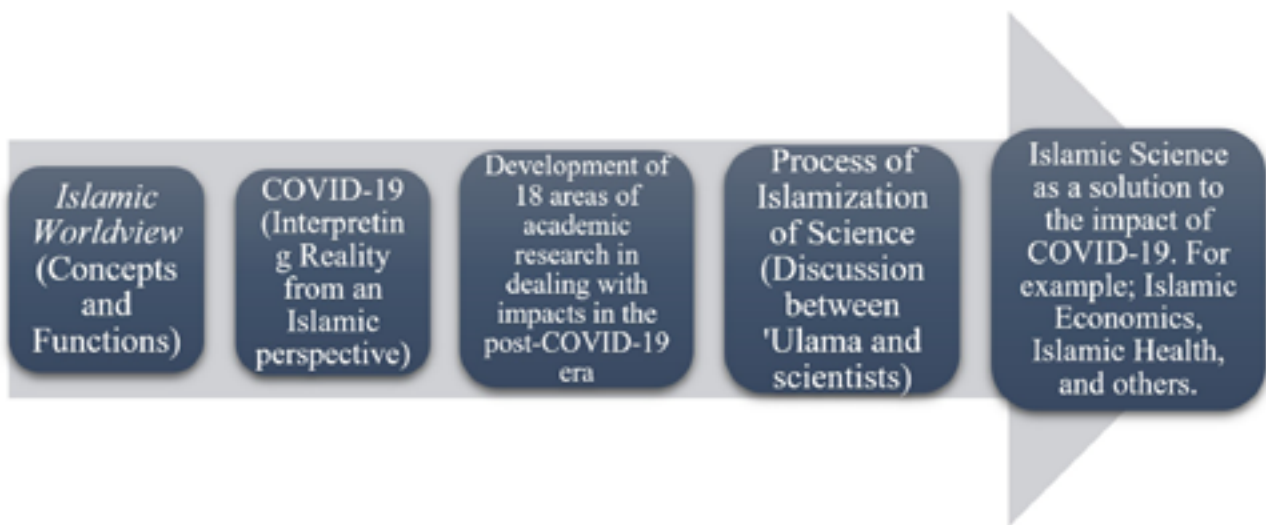 Islamic
Worldview
(Concepts
and
Functions)
COVID-19
(Interpretin
g Reality
from an
Islamic
perspective)
Development of
18 areas of
academic
research in
dealing with
impacts in the
post-COVID-19
era
Process of
Islamization
of Science
(Discussion
between
'Ulama and
scientists)
Islamic Science
as a solution to
the impact of
COVID-19. For
example; Islamic
Economics,
Islamic Health,
and others.